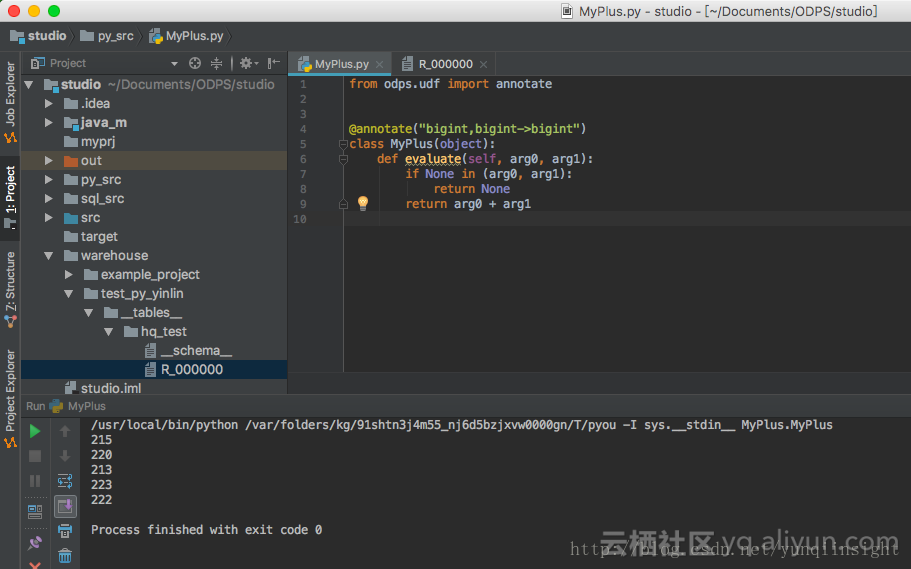 MyPlus.py - studio - [~/Documents/ODPS/studio]
studio py_src MyPlus.py
Job Explorer
1: Project
Z: Structure
Project Explorer
Project
studio ~/Documents/ODPS/studio
.idea
java_m
myprj
out
py_src
sql_src
src
target
warehouse
example_project
test_py_yinlin
__tables__
hq_test
__schema__
R_000000
studio.iml
MyPlus.py R_000000
1 from odps.udf import annotate
2
3
4 @annotate("bigint,bigint->bigint")
5 class MyPlus(object):
6 def evaluate(self, arg0, arg1):
7 if None in (arg0, arg1):
8 return None
9 return arg0 + arg1
10
Run MyPlus
/usr/local/bin/python /var/folders/kg/91shtn3j4m55_nj6d5bzjxvw0000gn/T/pyou -I sys.__stdin__ MyPlus.MyPlus
215
220
213
223
222
Process finished with exit code 0
云栖社区 yq.aliyun.com
http://blog.csdn.net/yunqiinsight